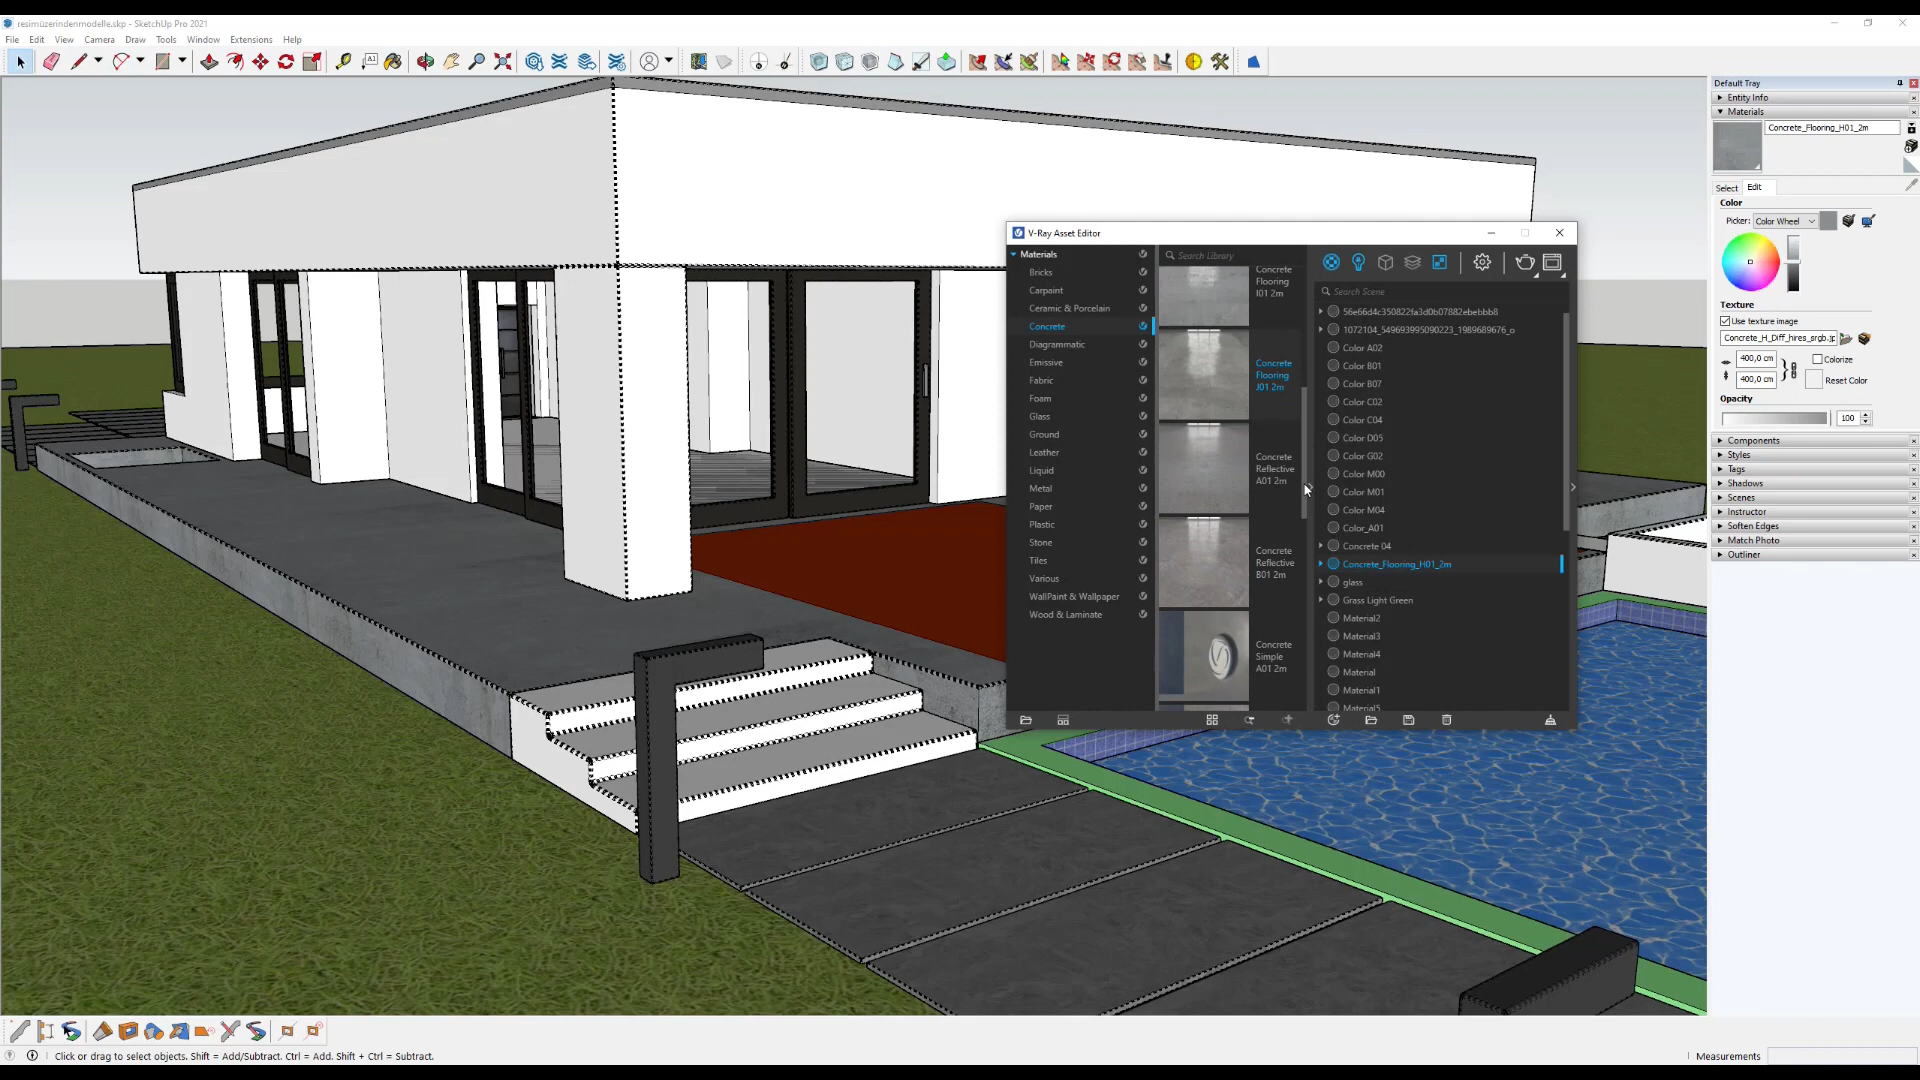 resimüzerindenmodelle.skp - SketchUp Pro 2021
File Edit View Camera Draw Tools Window Extensions Help
Default Tray
Entity Info
Materials
Concrete_Flooring_H01_2m
Select Edit
Color
Picker: Color Wheel
Texture
Use texture image
Concrete_H_Diff_hires_srgb.jp
400,0 cm
Colorize
400,0 cm
Reset Color
Opacity
100
Components
Styles
Tags
Shadows
Scenes
Instructor
Soften Edges
Match Photo
Outliner
V-Ray Asset Editor
Materials
Bricks
Carpaint
Ceramic & Porcelain
Concrete
Diagrammatic
Emissive
Fabric
Foam
Glass
Ground
Leather
Liquid
Metal
Paper
Plastic
Stone
Tiles
Various
WallPaint & Wallpaper
Wood & Laminate
Search Library
Concrete
Flooring
I01 2m
Concrete
Flooring
J01 2m
Concrete
Reflective
A01 2m
Concrete
Reflective
B01 2m
Concrete
Simple
A01 2m
Search Scene
56e66d4c350822fa3d0b07882ebebbb8
1072104_549693995090223_1989689676_o
Color A02
Color B01
Color B07
Color C02
Color C04
Color D05
Color G02
Color M00
Color M01
Color M04
Color_A01
Concrete 04
Concrete_Flooring_H01_2m
glass
Grass Light Green
Material2
Material3
Material4
Material
Material1
Material5
Click or drag to select objects. Shift = Add/Subtract. Ctrl = Add. Shift + Ctrl = Subtract.
Measurements